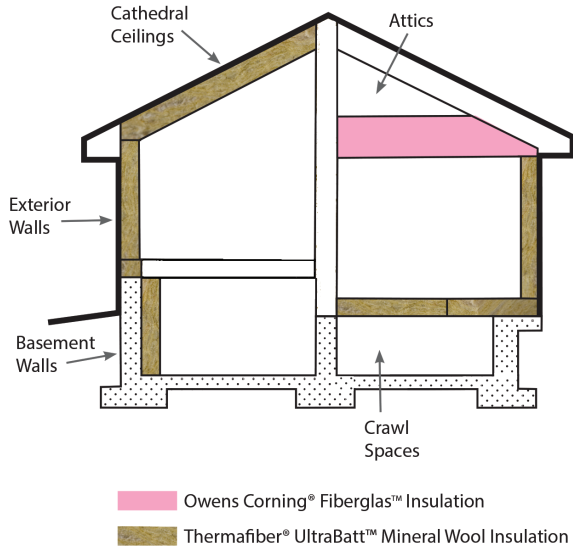 Cathedral
Ceilings
Attics
Exterior
Walls
Basement
Walls
Crawl
Spaces
Owens Corning® Fiberglas™ Insulation
Thermafiber® UltraBatt™ Mineral Wool Insulation